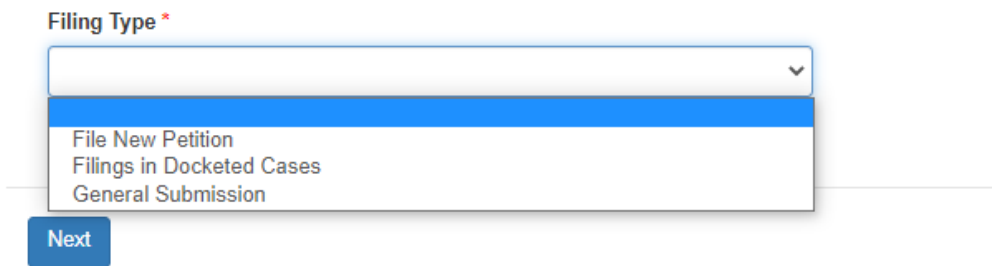 Filing Type *
File New Petition
Filings in Docketed Cases
General Submission
Next